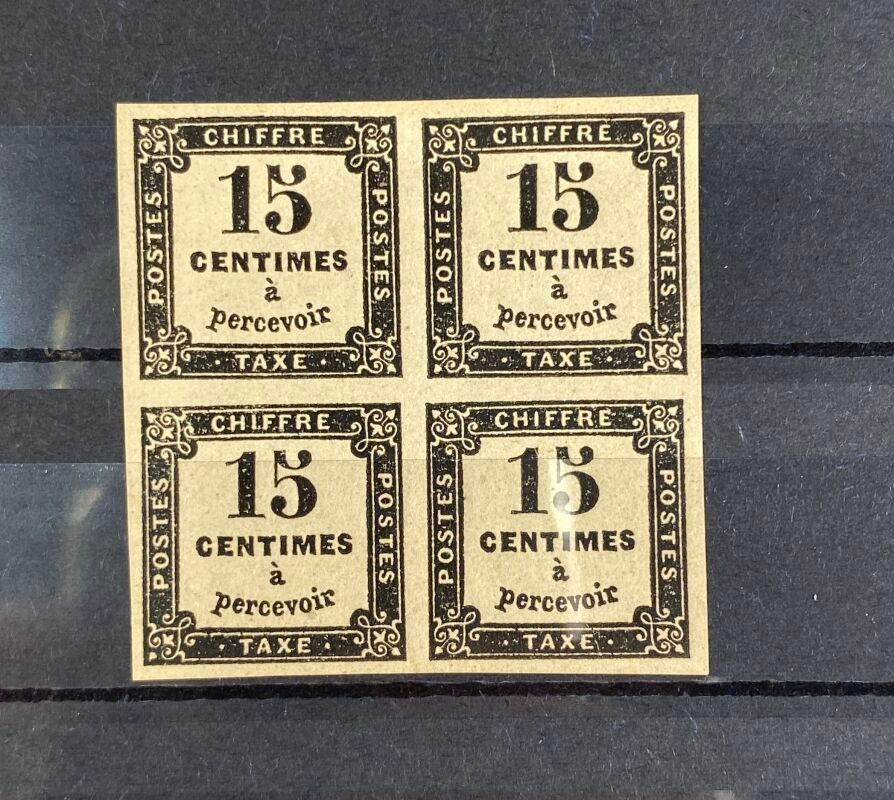 CHIFFRE
POSTES
15
CENTIMES
à
percevoir
POSTES
· TAXE ·
CHIFFRE
POSTES
15
CENTIMES
à
percevoir
POSTES
· TAXE ·
CHIFFRE
POSTES
15
CENTIMES
à
percevoir
POSTES
· TAXE ·
CHIFFRE
POSTES
15
CENTIMES
à
percevoir
POSTES
· TAXE ·